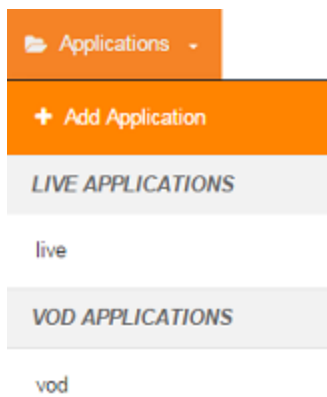 Applications
Add Application
LIVE APPLICATIONS
live
VOD APPLICATIONS
vod